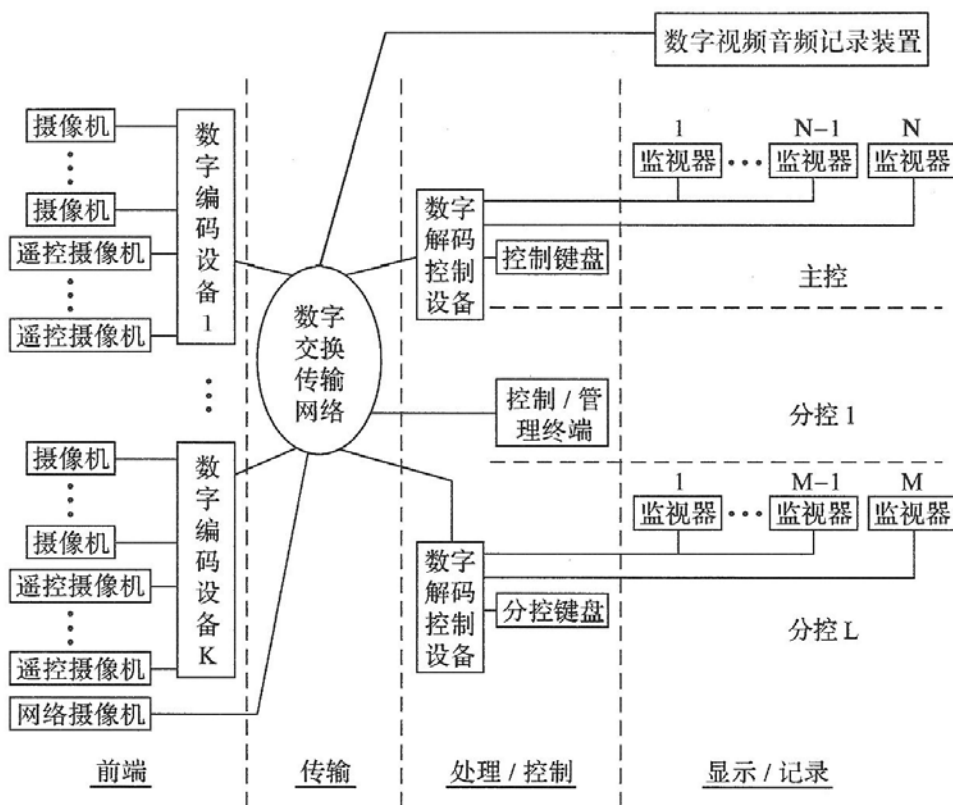 数字视频音频记录装置
摄像机
摄像机
遥控摄像机
遥控摄像机
数字编码设备1
1
N-1
N
监视器
监视器
监视器
数字
解码
控制
设备
控制键盘
主控
数字
交换
传输
网络
控制/管
理终端
分控1
摄像机
摄像机
遥控摄像机
遥控摄像机
网络摄像机
数字编码设备K
1
M-1
M
监视器
监视器
监视器
数字
解码
控制
设备
分控键盘
分控L
前端
传输
处理/控制
显示/记录